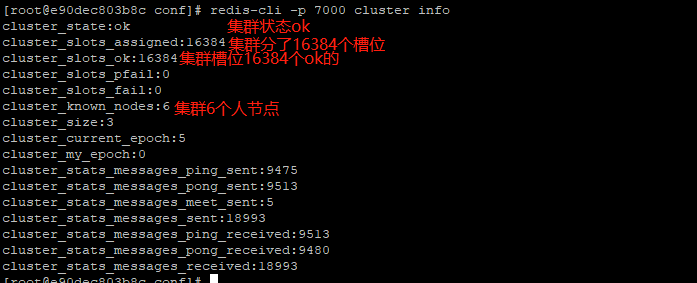 [root@e90dec803b8c conf]# redis-cli -p 7000 cluster info
cluster_state:ok 集群状态ok
cluster_slots_assigned:16384 集群分了16384个槽位
cluster_slots_ok:16384 集群槽位16384个ok的
cluster_slots_pfail:0
cluster_slots_fail:0
cluster_known_nodes:6 集群6个人节点
cluster_size:3
cluster_current_epoch:5
cluster_my_epoch:0
cluster_stats_messages_ping_sent:9475
cluster_stats_messages_pong_sent:9513
cluster_stats_messages_meet_sent:5
cluster_stats_messages_sent:18993
cluster_stats_messages_ping_received:9513
cluster_stats_messages_pong_received:9480
cluster_stats_messages_received:18993
[root@e90dec803b8c conf]#